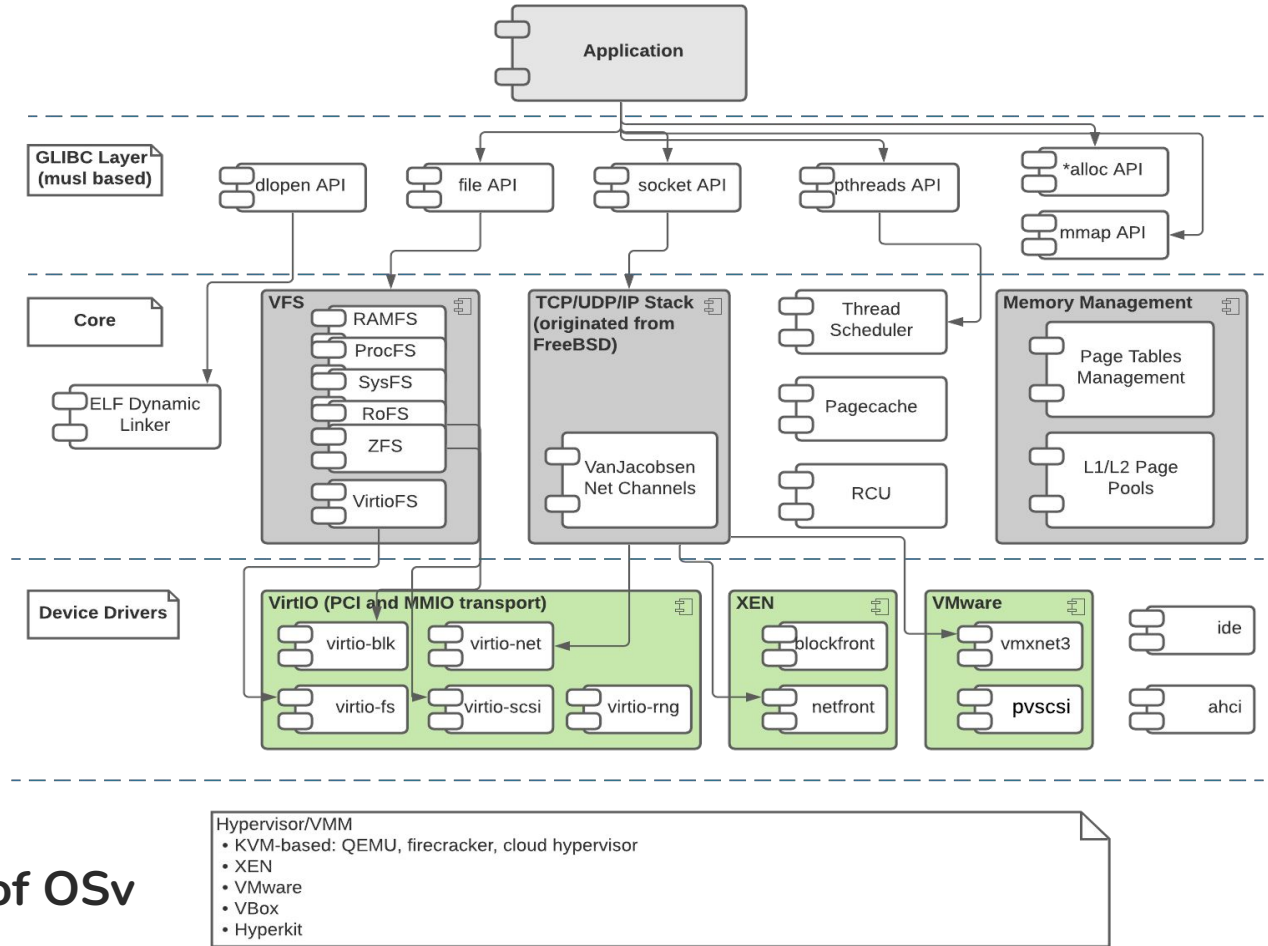 Application
GLIBC Layer
(musl based)
dlopen API
file API
socket API
pthreads API
*alloc API
mmap API
Core
VFS
RAMFS
ProcFS
SysFS
RoFS
ZFS
VirtioFS
TCP/UDP/IP Stack
(originated from
FreeBSD)
VanJacobsen
Net Channels
Thread
Scheduler
Pagecache
RCU
Memory Management
Page Tables
Management
L1/L2 Page
Pools
ELF Dynamic
Linker
Device Drivers
VirtIO (PCI and MMIO transport)
virtio-blk
virtio-net
virtio-fs
virtio-scsi
virtio-rng
XEN
blockfront
netfront
VMware
vmxnet3
pvscsi
ide
ahci
of OSv
Hypervisor/VMM
• KVM-based: QEMU, firecracker, cloud hypervisor
• XEN
• VMware
• VBox
• Hyperkit